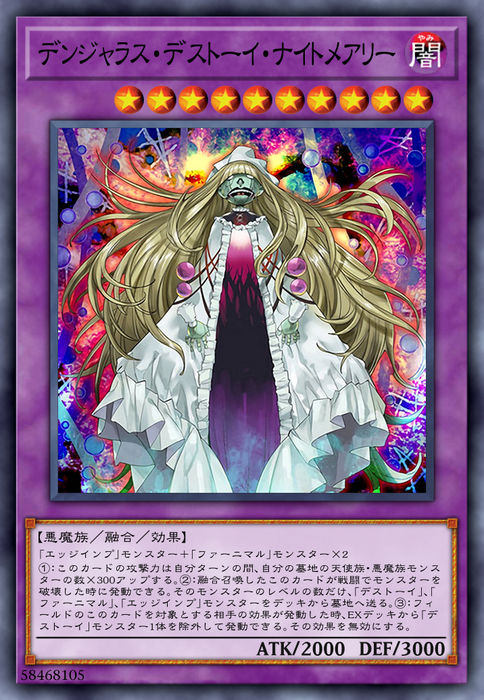 デンジャラス・デストーイ・ナイトメアリー
やみ
闇
【悪魔族／融合／効果】
「エッジインプ」モンスター＋「ファーニマル」モンスター×2
①：このカードの攻撃力は自分ターンの間、自分の墓地の天使族・悪魔族モンス
ターの数×300アップする。②：融合召喚したこのカードが戦闘でモンスターを
破壊した時に発動できる。そのモンスターのレベルの数だけ、「デストーイ」、「
ファーニマル」、「エッジインプ」モンスターをデッキから墓地へ送る。③：フィ
ールドのこのカードを対象とする相手の効果が発動した時、EXデッキから「デ
ストーイ」モンスター1体を除外して発動できる。その効果を無効にする。
ATK/2000 DEF/3000
58468105